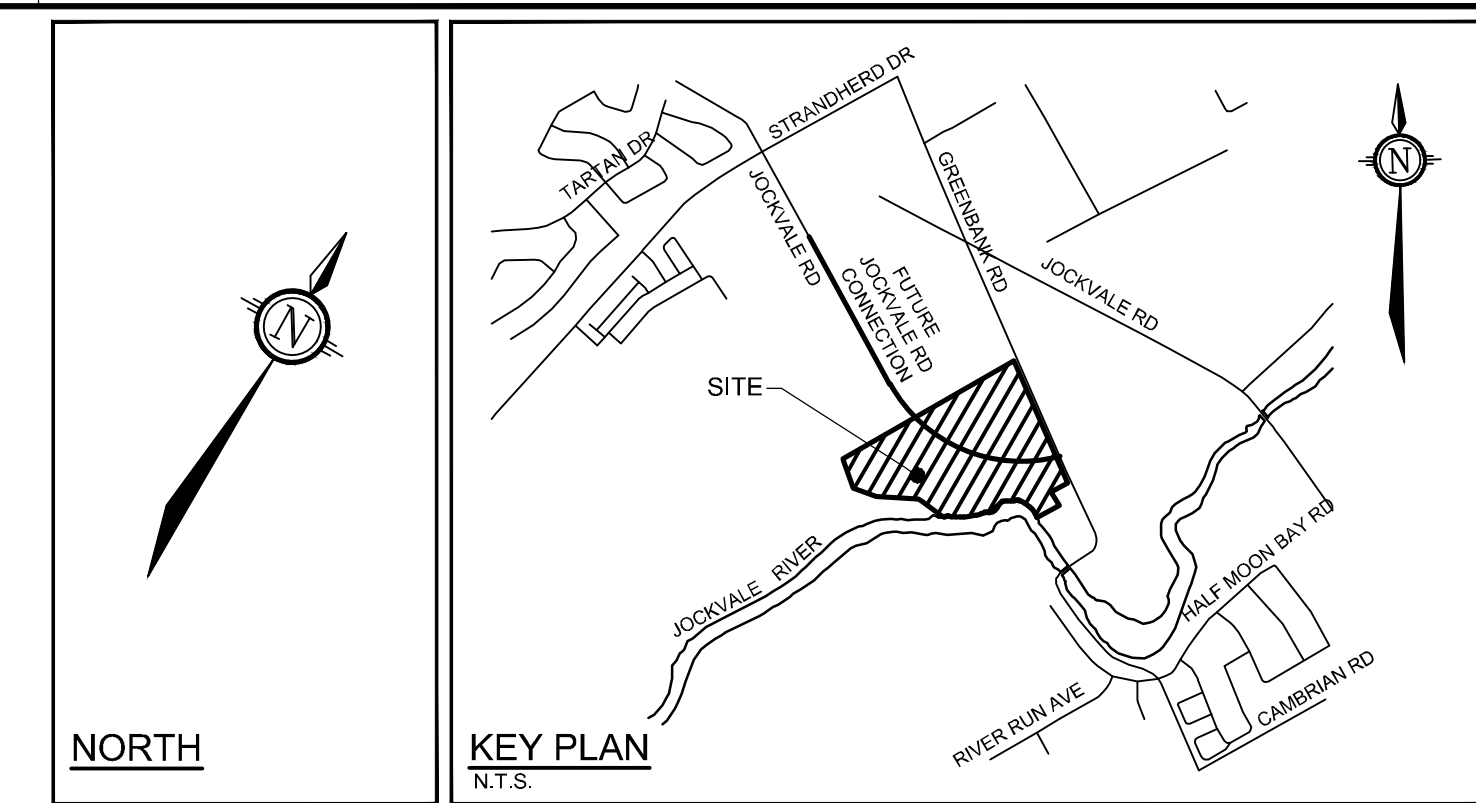 STRANDHERD DR
TARTAN DR
JOCKVALE RD
GREENBANK RD
N
FUTURE
JOCKVALE RD
CONNECTION
JOCKVALE RD
N
SITE
JOCKVALE RIVER
HALF MOON BAY RD
RIVER RUN AVE
CAMBRIAN RD
NORTH
KEY PLAN
N.T.S.